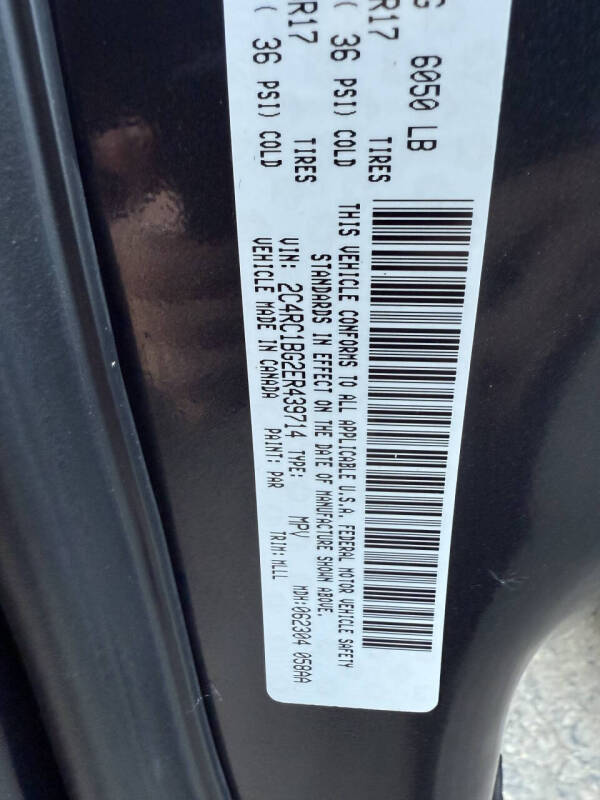 G 6050 LB
R17 TIRES
( 36 PSI) COLD
R17 TIRES
( 36 PSI) COLD
THIS VEHICLE CONFORMS TO ALL APPLICABLE U.S.A. FEDERAL MOTOR VEHICLE SAFETY
STANDARDS IN EFFECT ON THE DATE OF MANUFACTURE SHOWN ABOVE.
VIN: 2C4RC1BG2ER439714 TYPE: MPV MDH:062304 058AA
VEHICLE MADE IN CANADA PAINT: PAR TRIM:MLLL